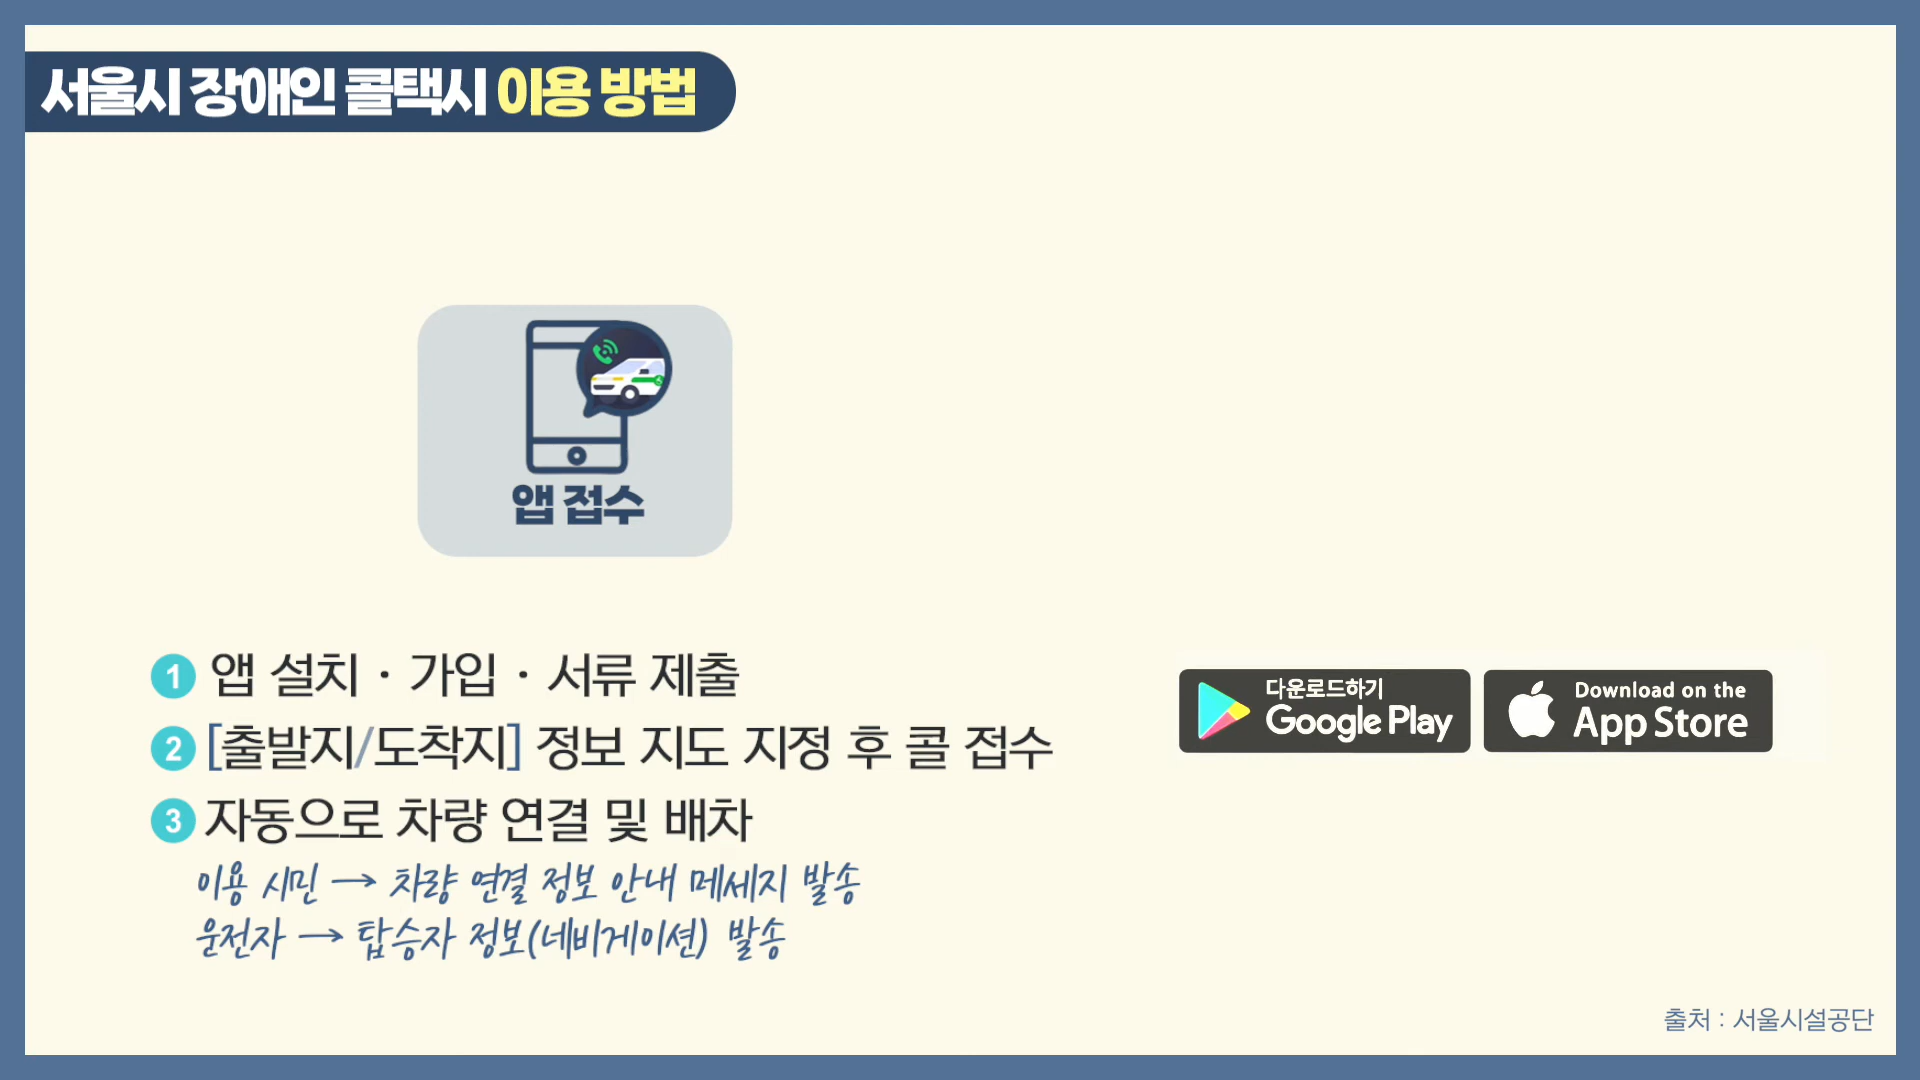 서울시 장애인 콜택시 이용 방법
앱 접수
1 앱 설치 · 가입 · 서류 제출
2 [출발지/도착지] 정보 지도 지정 후 콜 접수
3 자동으로 차량 연결 및 배차
이용 시민 → 차량 연결 정보 안내 메세지 발송
운전자 → 탑승자 정보(네비게이션) 발송
다운로드하기
Google Play
Download on the
App Store
출처 : 서울시설공단